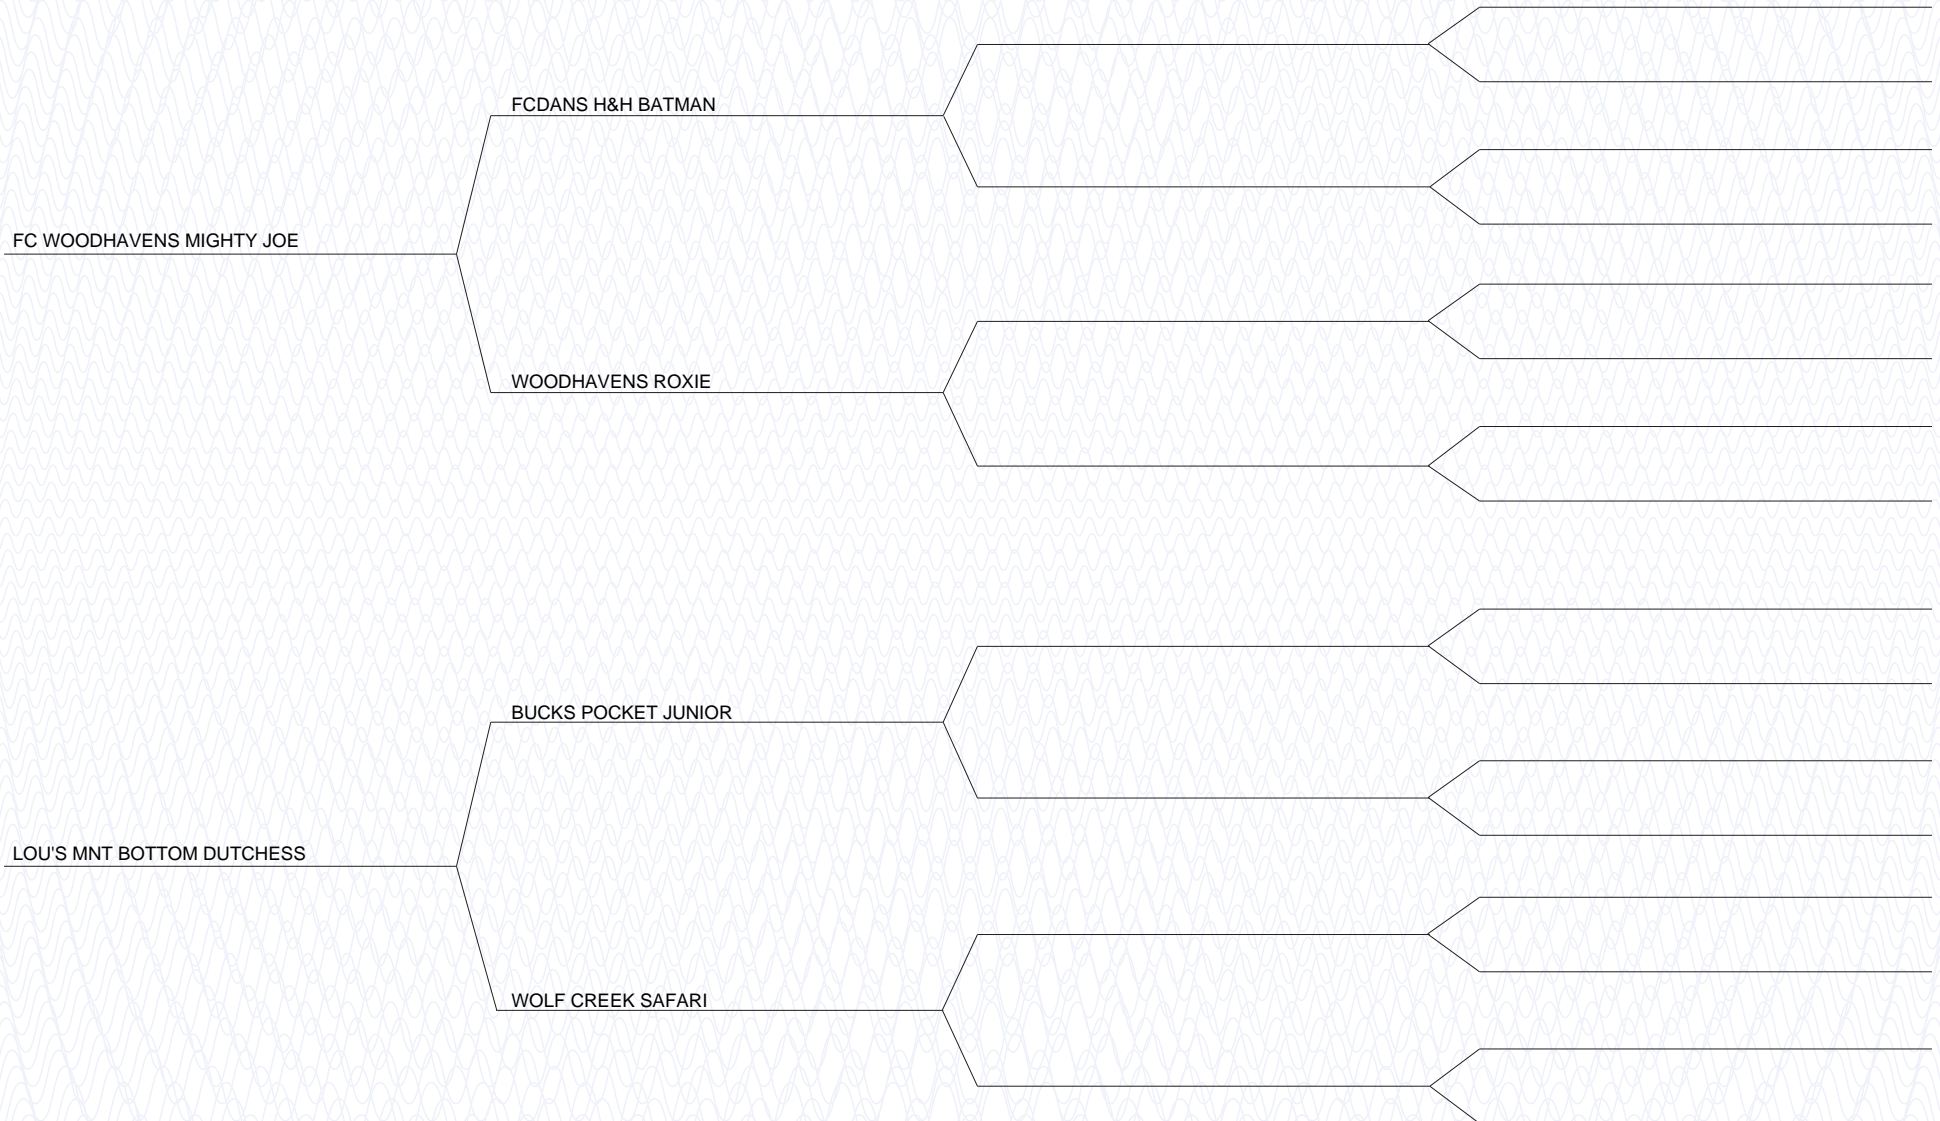 FCDANS H&H BATMAN
FC WOODHAVENS MIGHTY JOE
WOODHAVENS ROXIE
BUCKS POCKET JUNIOR
LOU'S MNT BOTTOM DUTCHESS
WOLF CREEK SAFARI